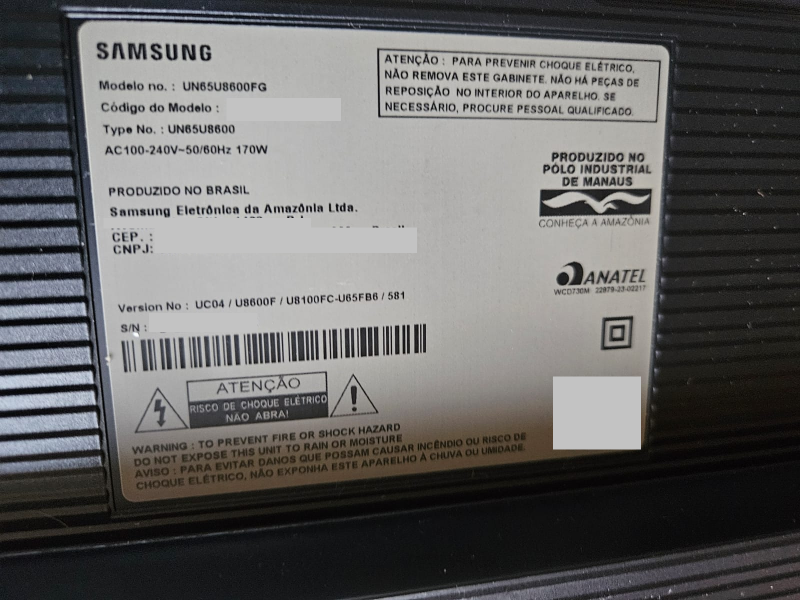 SAMSUNG
Modelo no. : UN65U8600FG
Código do Modelo :
Type No. : UN65U8600
AC100-240V~50/60Hz 170W
ATENÇÃO : PARA PREVENIR CHOQUE ELÉTRICO,
NÃO REMOVA ESTE GABINETE. NÃO HÁ PEÇAS DE
REPOSIÇÃO NO INTERIOR DO APARELHO. SE
NECESSÁRIO, PROCURE PESSOAL QUALIFICADO.
PRODUZIDO NO BRASIL
Samsung Eletrônica da Amazônia Ltda.
CEP. :
CNPJ:
PRODUZIDO NO
PÓLO INDUSTRIAL
DE MANAUS
CONHEÇA A AMAZÔNIA
ANATEL
WCD730M 22979-23-02217
Version No : UC04 / U8600F / U8100FC-U65FB6 / 581
S/N :
ATENÇÃO
RISCO DE CHOQUE ELÉTRICO
NÃO ABRA!
WARNING : TO PREVENT FIRE OR SHOCK HAZARD
DO NOT EXPOSE THIS UNIT TO RAIN OR MOISTURE
AVISO : PARA EVITAR DANOS QUE POSSAM CAUSAR INCÊNDIO OU RISCO DE
CHOQUE ELÉTRICO, NÃO EXPONHA ESTE APARELHO À CHUVA OU UMIDADE.